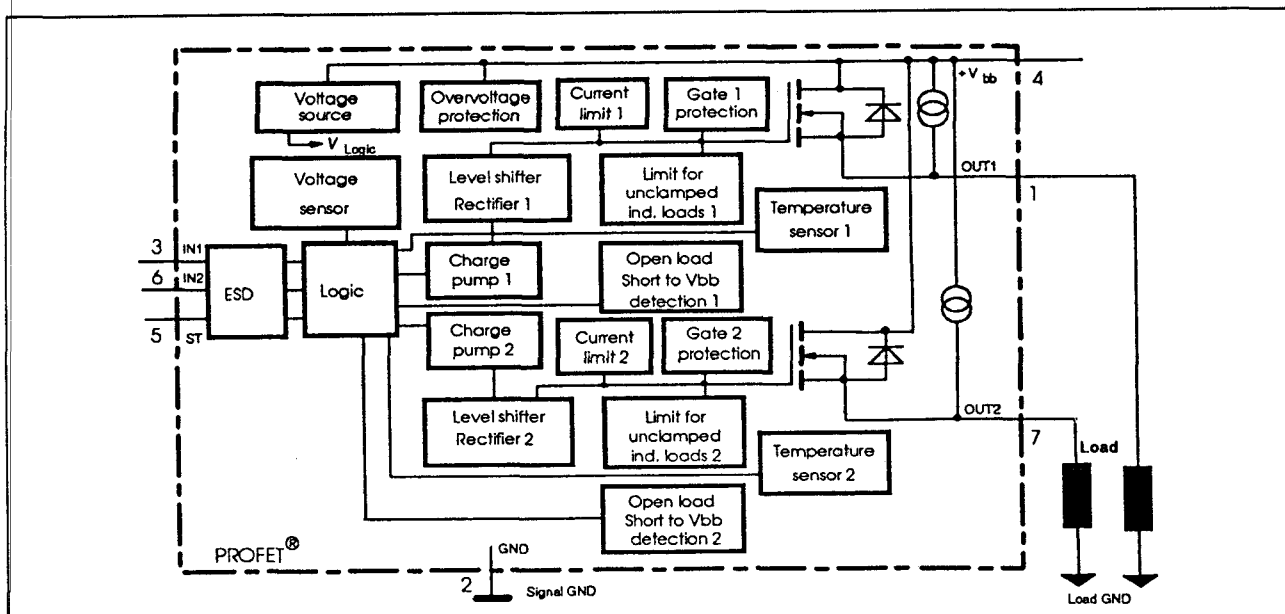 +V bb
4
Voltage
source
Overvoltage
protection
Current
limit 1
Gate 1
protection
V Logic
OUT1
1
Voltage
sensor
Level shifter
Rectifier 1
Limit for
unclamped
ind. loads 1
Temperature
sensor 1
3
IN1
6
IN2
5
ST
ESD
Logic
Charge
pump 1
Open load
Short to Vbb
detection 1
Charge
pump 2
Current
limit 2
Gate 2
protection
Level shifter
Rectifier 2
Limit for
unclamped
ind. loads 2
OUT2
7
Load
Temperature
sensor 2
Open load
Short to Vbb
detection 2
PROFET®
GND
2
Signal GND
Load GND